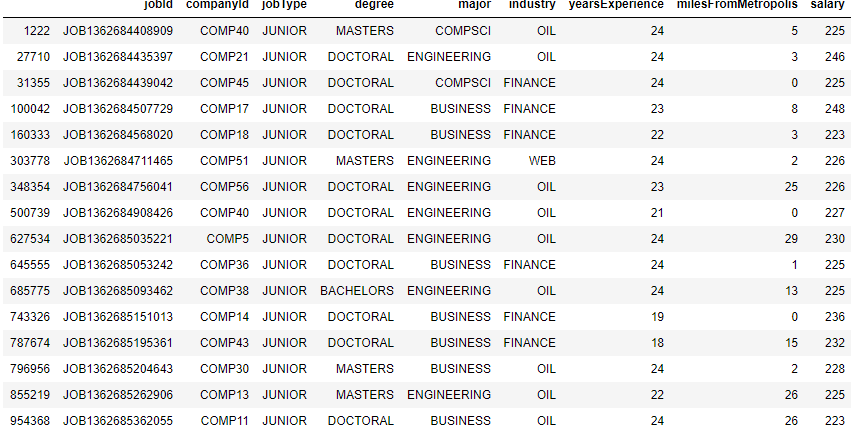 jobId companyId jobType degree major industry yearsExperience milesFromMetropolis salary
1222 JOB1362684408909 COMP40 JUNIOR MASTERS COMPSCI OIL 24 5 225
27710 JOB1362684435397 COMP21 JUNIOR DOCTORAL ENGINEERING OIL 24 3 246
31355 JOB1362684439042 COMP45 JUNIOR DOCTORAL COMPSCI FINANCE 24 0 225
100042 JOB1362684507729 COMP17 JUNIOR DOCTORAL BUSINESS FINANCE 23 8 248
160333 JOB1362684568020 COMP18 JUNIOR DOCTORAL BUSINESS FINANCE 22 3 223
303778 JOB1362684711465 COMP51 JUNIOR MASTERS ENGINEERING WEB 24 2 226
348354 JOB1362684756041 COMP56 JUNIOR DOCTORAL ENGINEERING OIL 23 25 226
500739 JOB1362684908426 COMP40 JUNIOR DOCTORAL ENGINEERING OIL 21 0 227
627534 JOB1362685035221 COMP5 JUNIOR DOCTORAL ENGINEERING OIL 24 29 230
645555 JOB1362685053242 COMP36 JUNIOR DOCTORAL BUSINESS FINANCE 24 1 225
685775 JOB1362685093462 COMP38 JUNIOR BACHELORS ENGINEERING OIL 24 13 225
743326 JOB1362685151013 COMP14 JUNIOR DOCTORAL BUSINESS FINANCE 19 0 236
787674 JOB1362685195361 COMP43 JUNIOR DOCTORAL BUSINESS FINANCE 18 15 232
796956 JOB1362685204643 COMP30 JUNIOR MASTERS BUSINESS OIL 24 2 228
855219 JOB1362685262906 COMP13 JUNIOR MASTERS ENGINEERING OIL 22 26 225
954368 JOB1362685362055 COMP11 JUNIOR DOCTORAL BUSINESS OIL 24 26 223